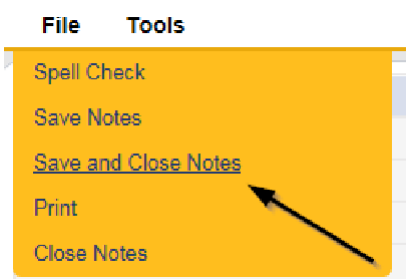 File Tools
Spell Check
Save Notes
Save and Close Notes
Print
Close Notes